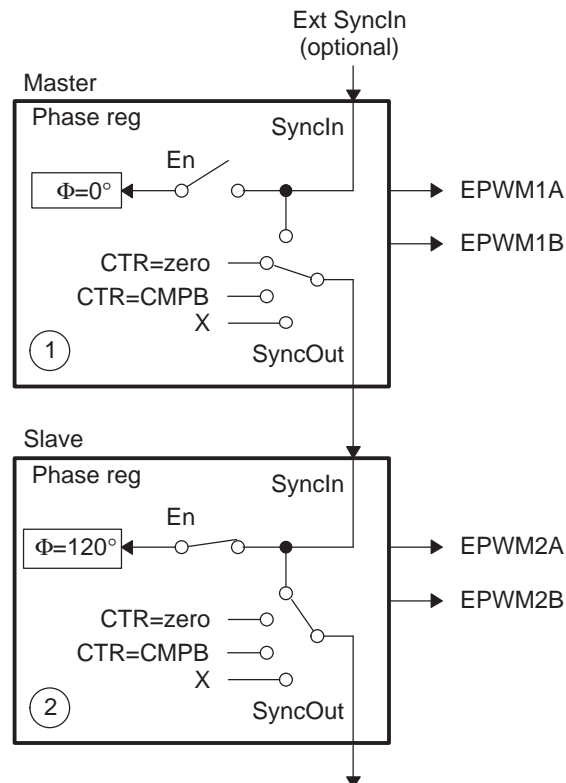 Ext SyncIn
(optional)
Master
Phase reg
SyncIn
En
Φ=0°
EPWM1A
EPWM1B
CTR=zero
CTR=CMPB
X
1
SyncOut
Slave
Phase reg
SyncIn
En
Φ=120°
EPWM2A
EPWM2B
CTR=zero
CTR=CMPB
X
2
SyncOut